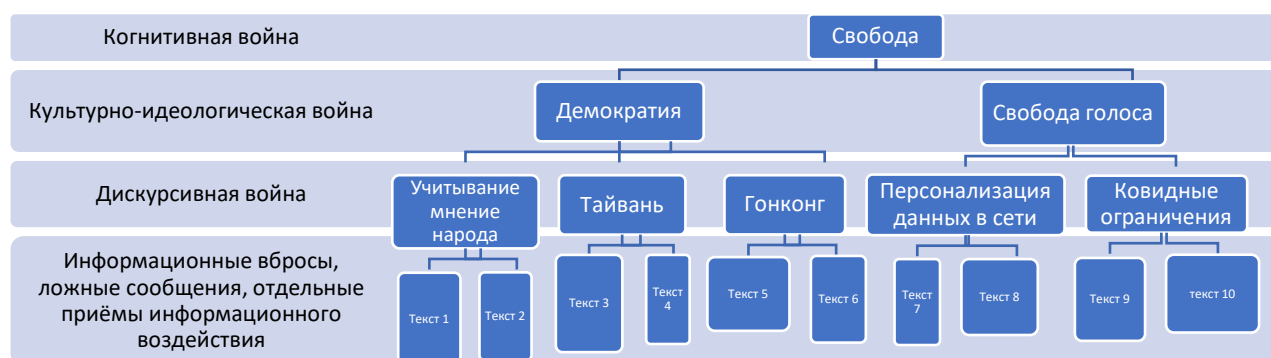 Когнитивная война
Свобода
Культурно-идеологическая война
Демократия
Свобода голоса
Дискурсивная война
Учитывание
мнение
народа
Тайвань
Гонконг
Персонализация
данных в сети
Ковидные
ограничения
Информационные вбросы,
ложные сообщения, отдельные
приёмы информационного
воздействия
Текст 1
Текст 2
Текст 3
Текст
4
Текст 5
Текст 6
Текст
7
Текст 8
Текст 9
текст 10